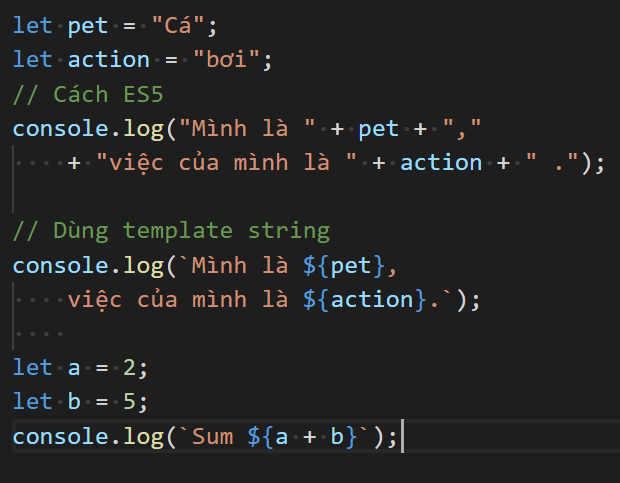 let pet = "Cá";
let action = "bơi";
// Cách ES5
console.log("Mình là " + pet + ","
    + "việc của mình là " + action + " .");
// Dùng template string
console.log(`Mình là ${pet},
    việc của mình là ${action}.`);
let a = 2;
let b = 5;
console.log(`Sum ${a + b}`);